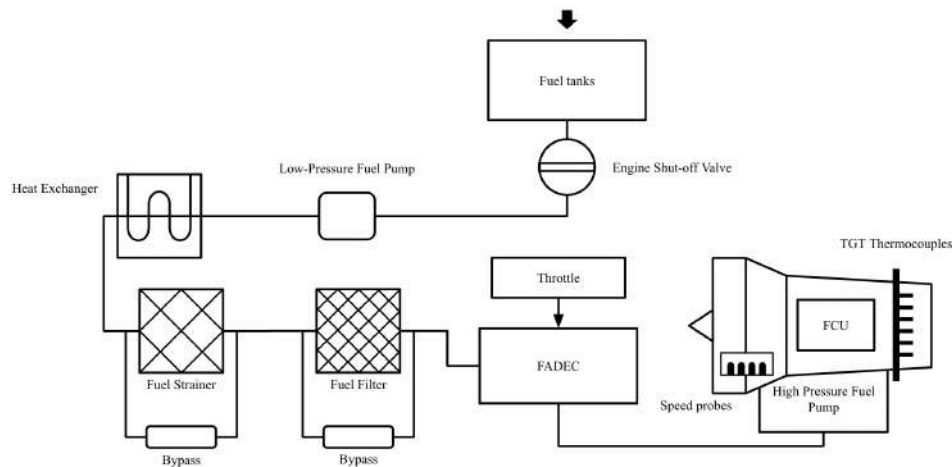 Fuel tanks
Engine Shut-off Valve
Low-Pressure Fuel Pump
Heat Exchanger
TGT Thermocouples
Throttle
FCU
FADEC
Fuel Strainer
Fuel Filter
Speed probes
High Pressure Fuel
Pump
Bypass
Bypass